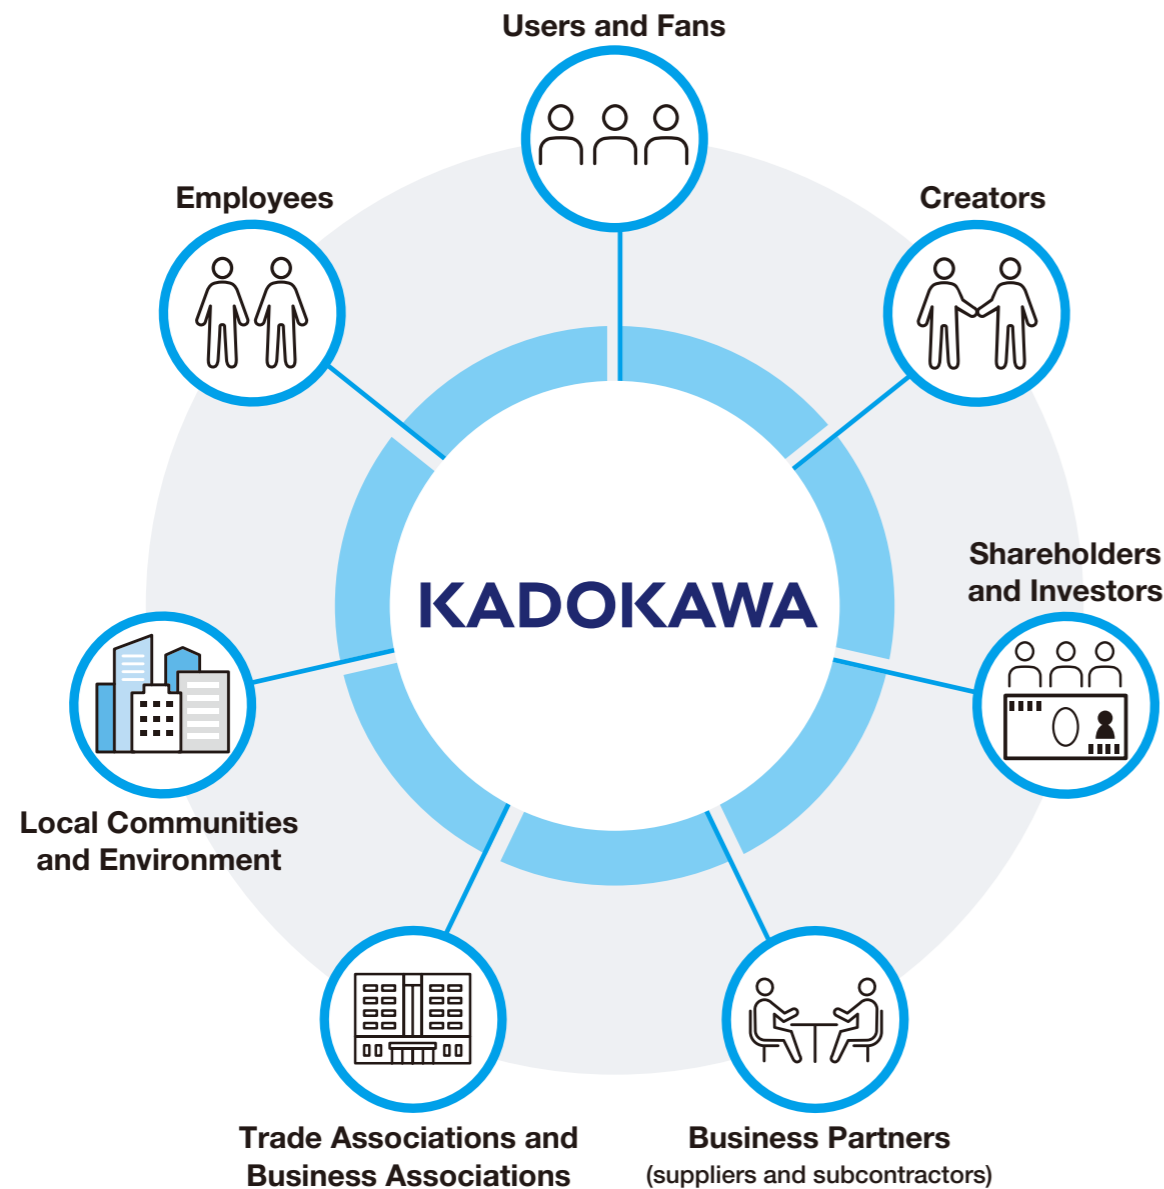 Users and Fans
Employees
Creators
Shareholders
and Investors
KADOKAWA
Local Communities
and Environment
Trade Associations and
Business Associations
Business Partners
(suppliers and subcontractors)